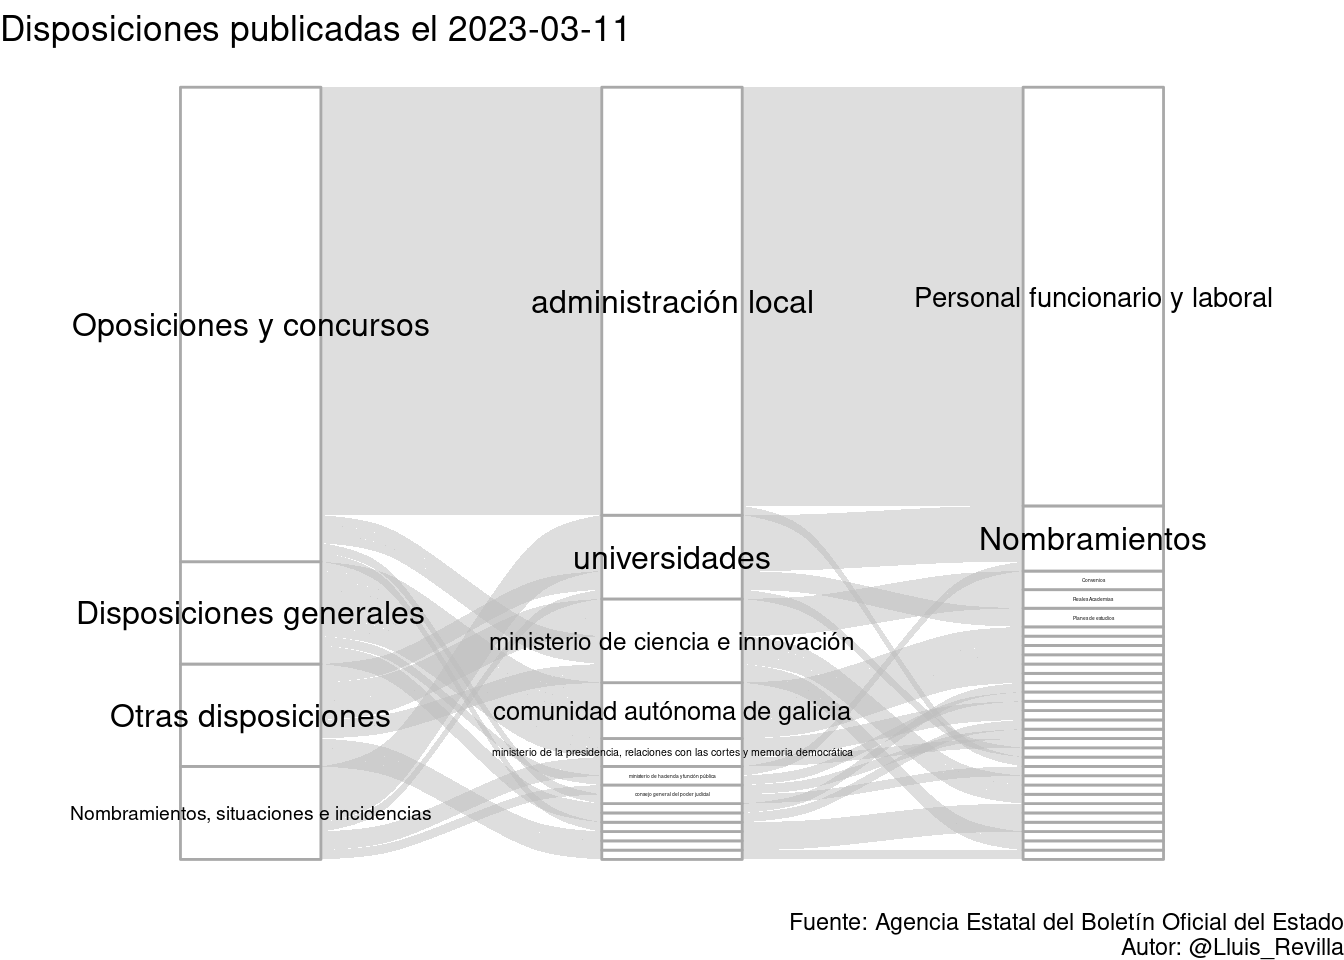 Disposiciones publicadas el 2023-03-11
Oposiciones y concursos
Disposiciones generales
Otras disposiciones
Nombramientos, situaciones e incidencias
administración local
universidades
ministerio de ciencia e innovación
comunidad autónoma de galicia
ministerio de la presidencia, relaciones con las cortes y memoria democrática
ministerio de hacienda y función pública
consejo general del poder judicial
Personal funcionario y laboral
Nombramientos
Convenios
Reales Academias
Planes de estudios
Fuente: Agencia Estatal del Boletín Oficial del Estado
Autor: @Lluis_Revilla